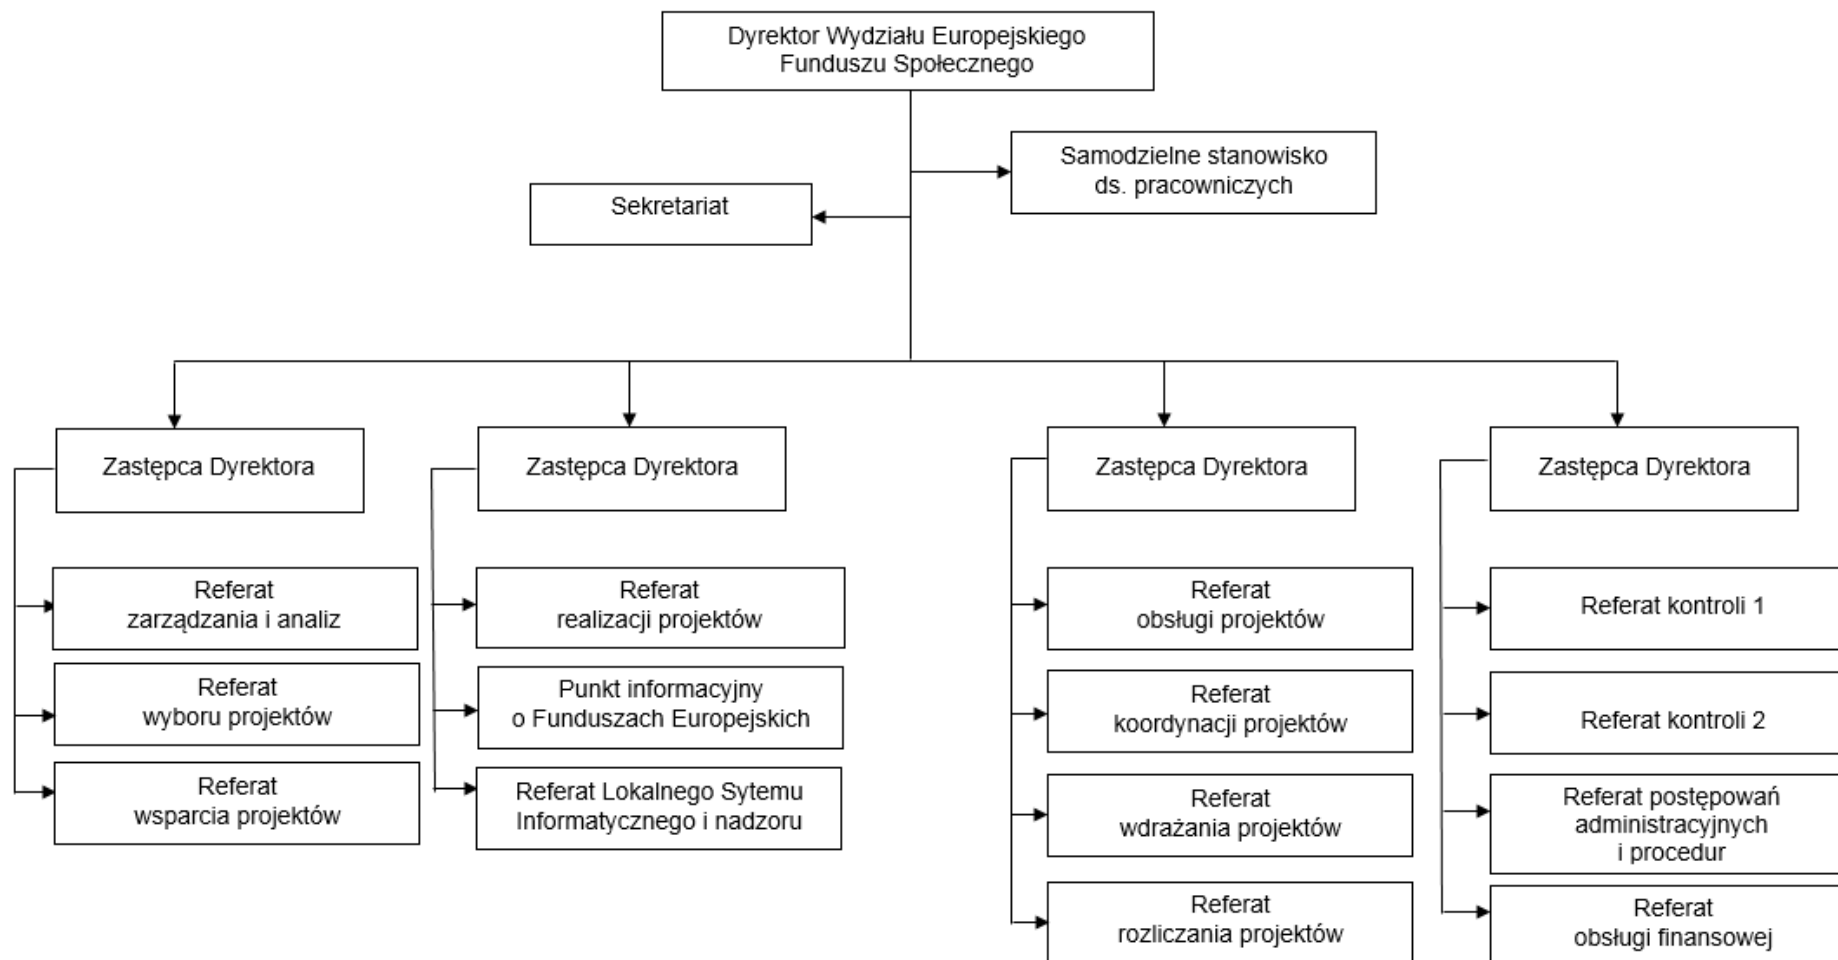 Dyrektor Wydziału Europejskiego
Funduszu Społecznego
Samodzielne stanowisko
ds. pracowniczych
Sekretariat
Zastępca Dyrektora
Zastępca Dyrektora
Zastępca Dyrektora
Zastępca Dyrektora
Referat
zarządzania i analiz
Referat
wyboru projektów
Referat
wsparcia projektów
Referat
realizacji projektów
Punkt informacyjny
o Funduszach Europejskich
Referat Lokalnego Sytemu
Informatycznego i nadzoru
Referat
obsługi projektów
Referat
koordynacji projektów
Referat
wdrażania projektów
Referat
rozliczania projektów
Referat kontroli 1
Referat kontroli 2
Referat postępowań
administracyjnych
i procedur
Referat
obsługi finansowej